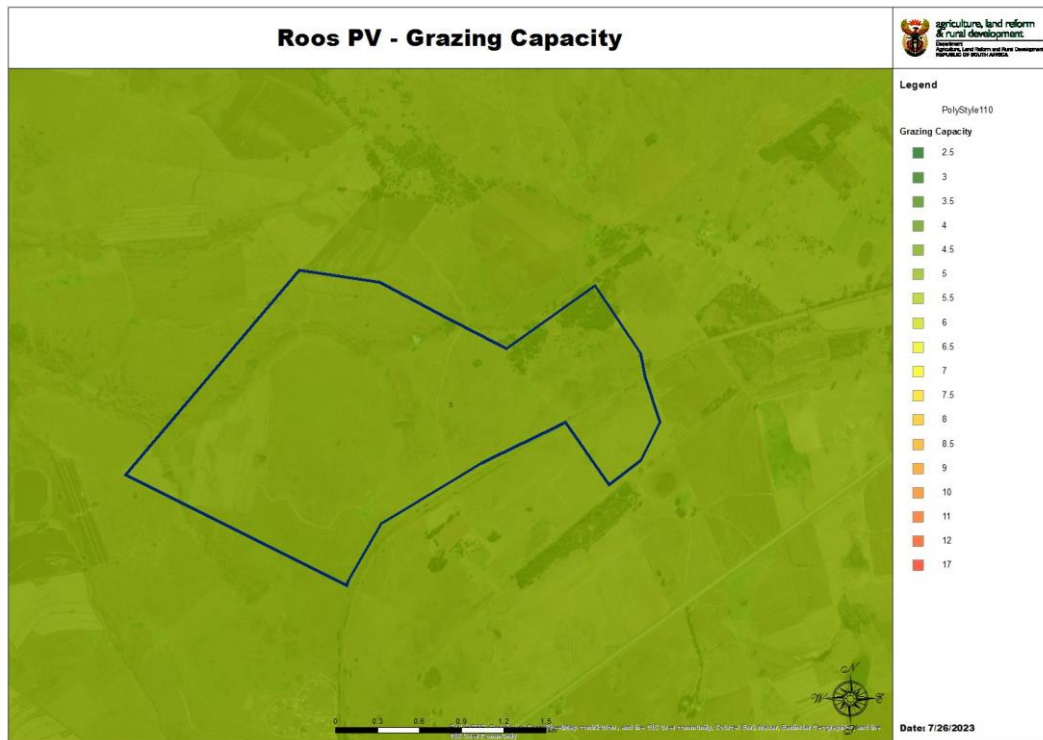 Roos PV - Grazing Capacity
agriculture, land reform
& rural development
Department:
Agriculture, Land Reform and Rural Development
REPUBLIC OF SOUTH AFRICA
Legend
PolyStyle110
Grazing Capacity
2.5
3
3.5
4
4.5
5
5.5
6
6.5
7
7.5
8
8.5
9
10
11
12
17
N
W
S
0 0.3 0.6 0.9 1.2 1.5
Date: 7/26/2023